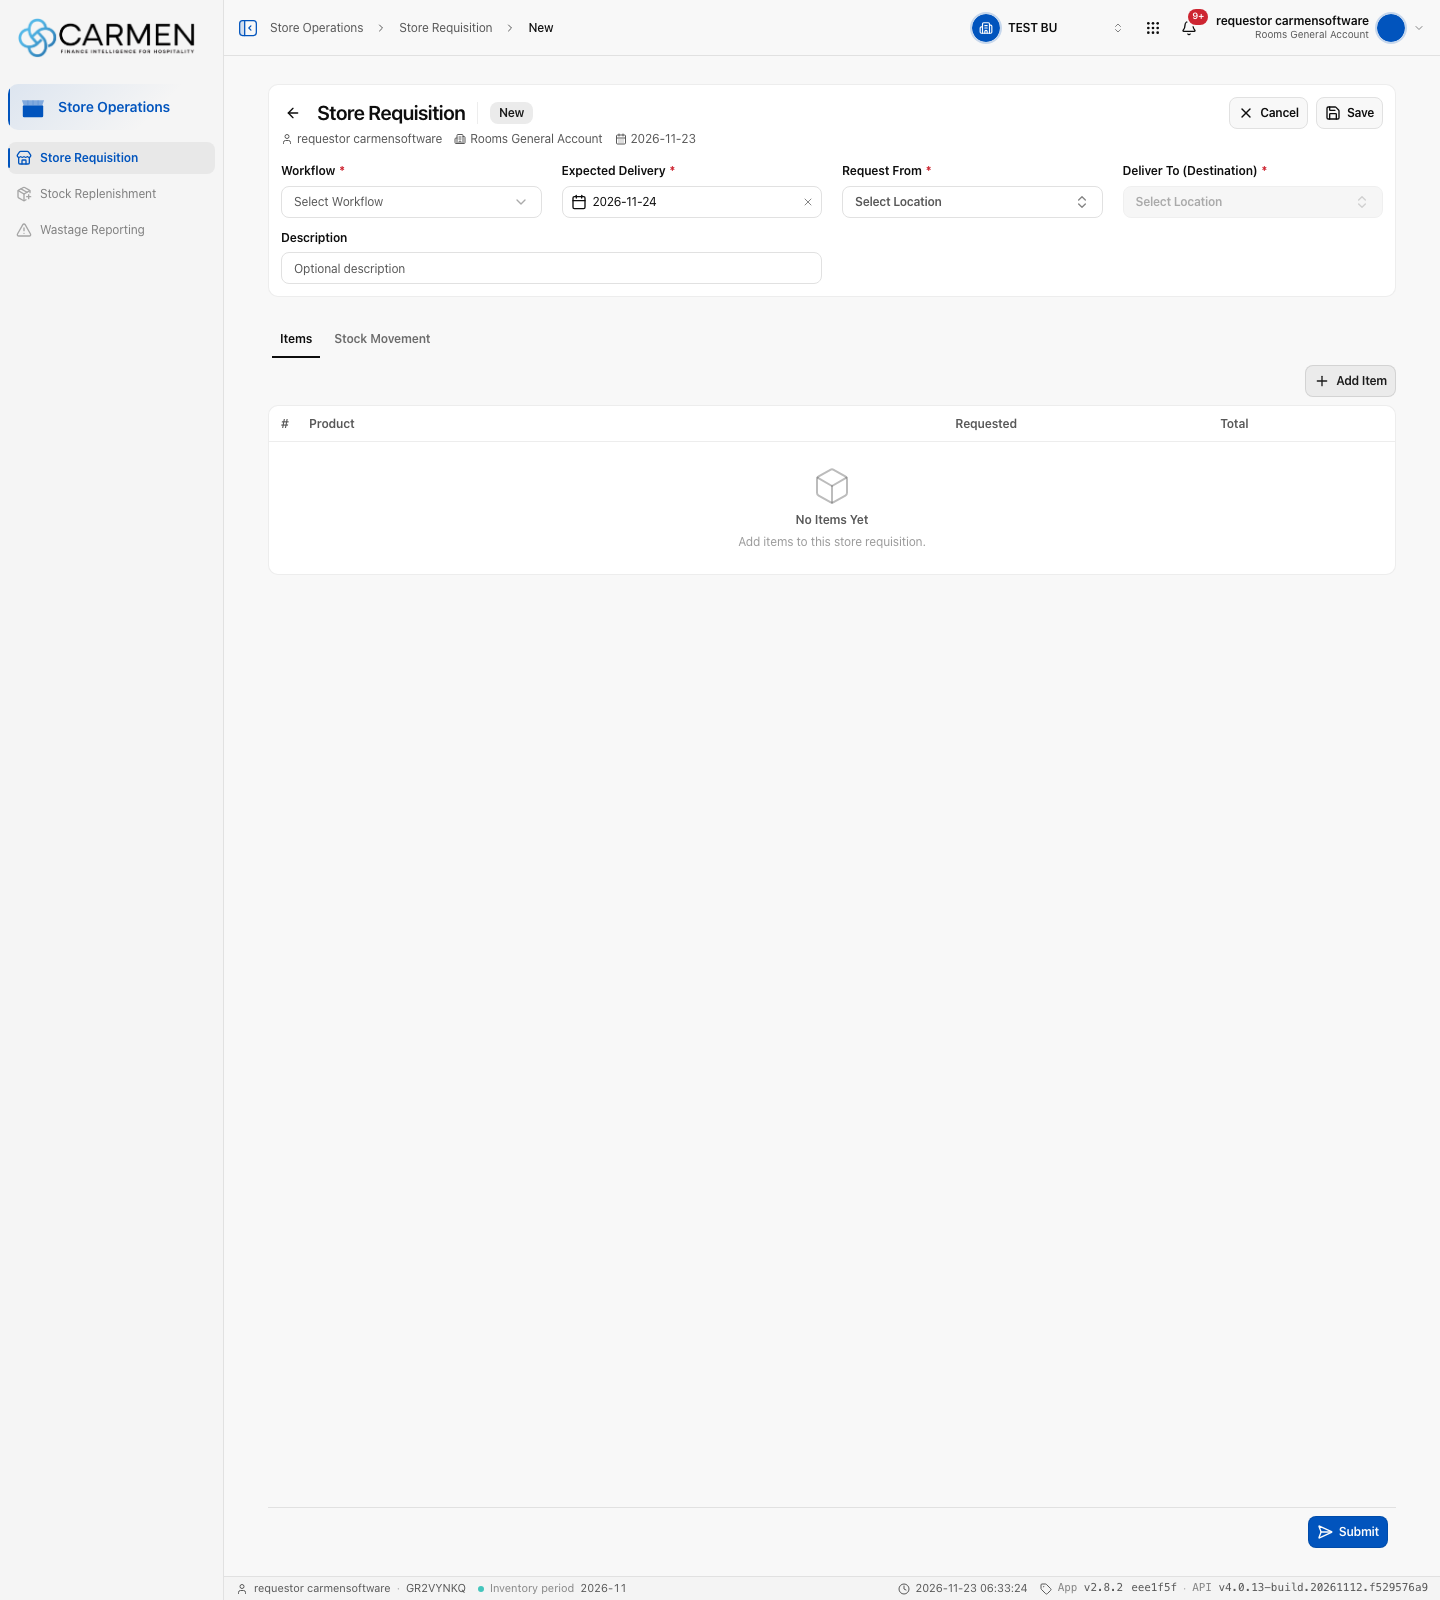 CARMEN
FINANCE INTELLIGENCE FOR HOSPITALITY
Store Operations
Store Requisition
Stock Replenishment
Wastage Reporting
Store Operations > Store Requisition > New
TEST BU
9+
requestor carmensoftware
Rooms General Account
Store Requisition
New
Cancel
Save
requestor carmensoftware Rooms General Account 2026-11-23
Workflow * Expected Delivery * Request From * Deliver To (Destination) *
Select Workflow 2026-11-24 Select Location Select Location
Description
Optional description
Items Stock Movement
Add Item
# Product Requested Total
No Items Yet
Add items to this store requisition.
Submit
requestor carmensoftware · GR2VYNKQ Inventory period 2026-11
2026-11-23 06:33:24 App v2.8.2 eee1f5f · API v4.0.13-build.20261112.f529576a9